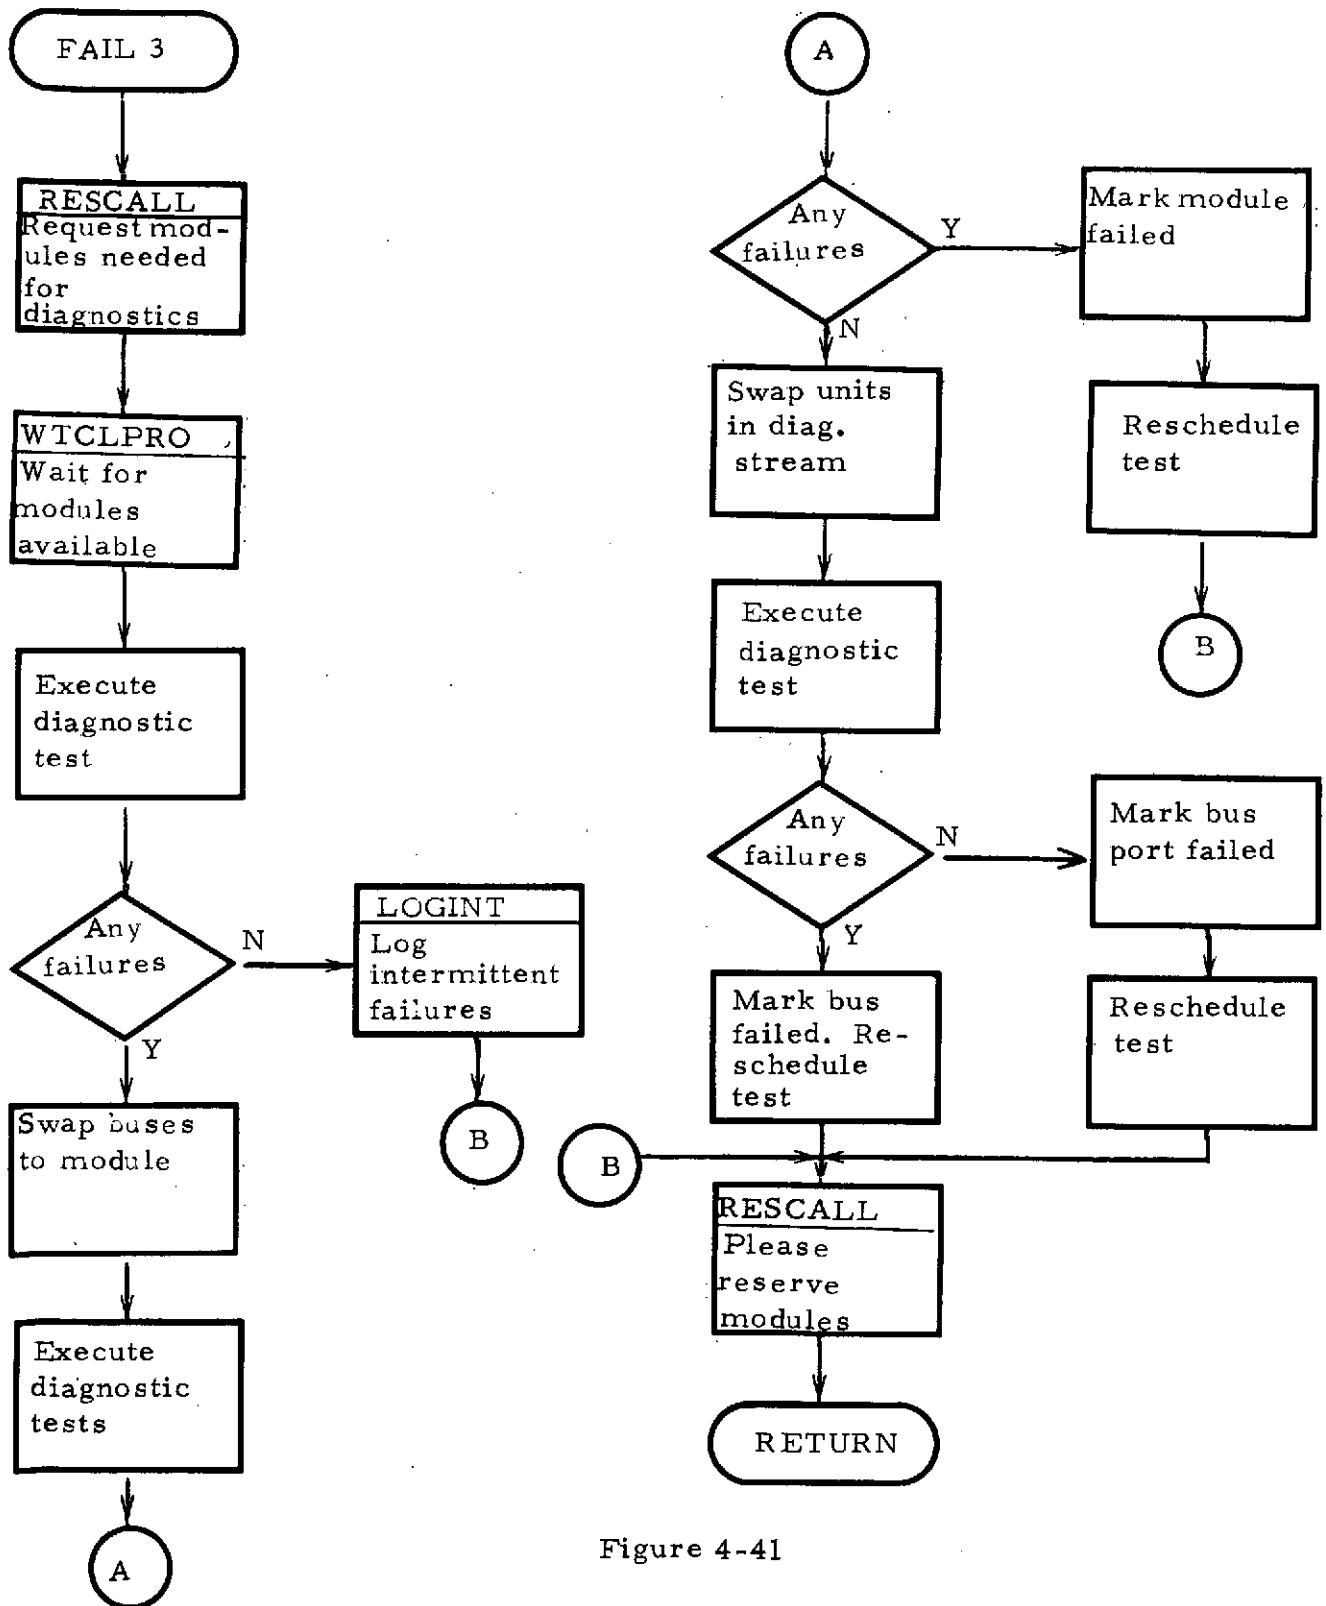 FAIL 3
RESCALL
Request mod-
ules needed
for
diagnostics
WTCLPRO
Wait for
modules
available
Execute
diagnostic
test
Any
failures
N
Y
LOGINT
Log
intermittent
failures
B
Swap buses
to module
Execute
diagnostic
tests
A
A
Any
failures
Y
N
Mark module
failed
Reschedule
test
B
Swap units
in diag.
stream
Execute
diagnostic
test
Any
failures
N
Y
Mark bus
port failed
Reschedule
test
Mark bus
failed. Re-
schedule
test
B
RESCALL
Please
reserve
modules
RETURN
Figure 4-41